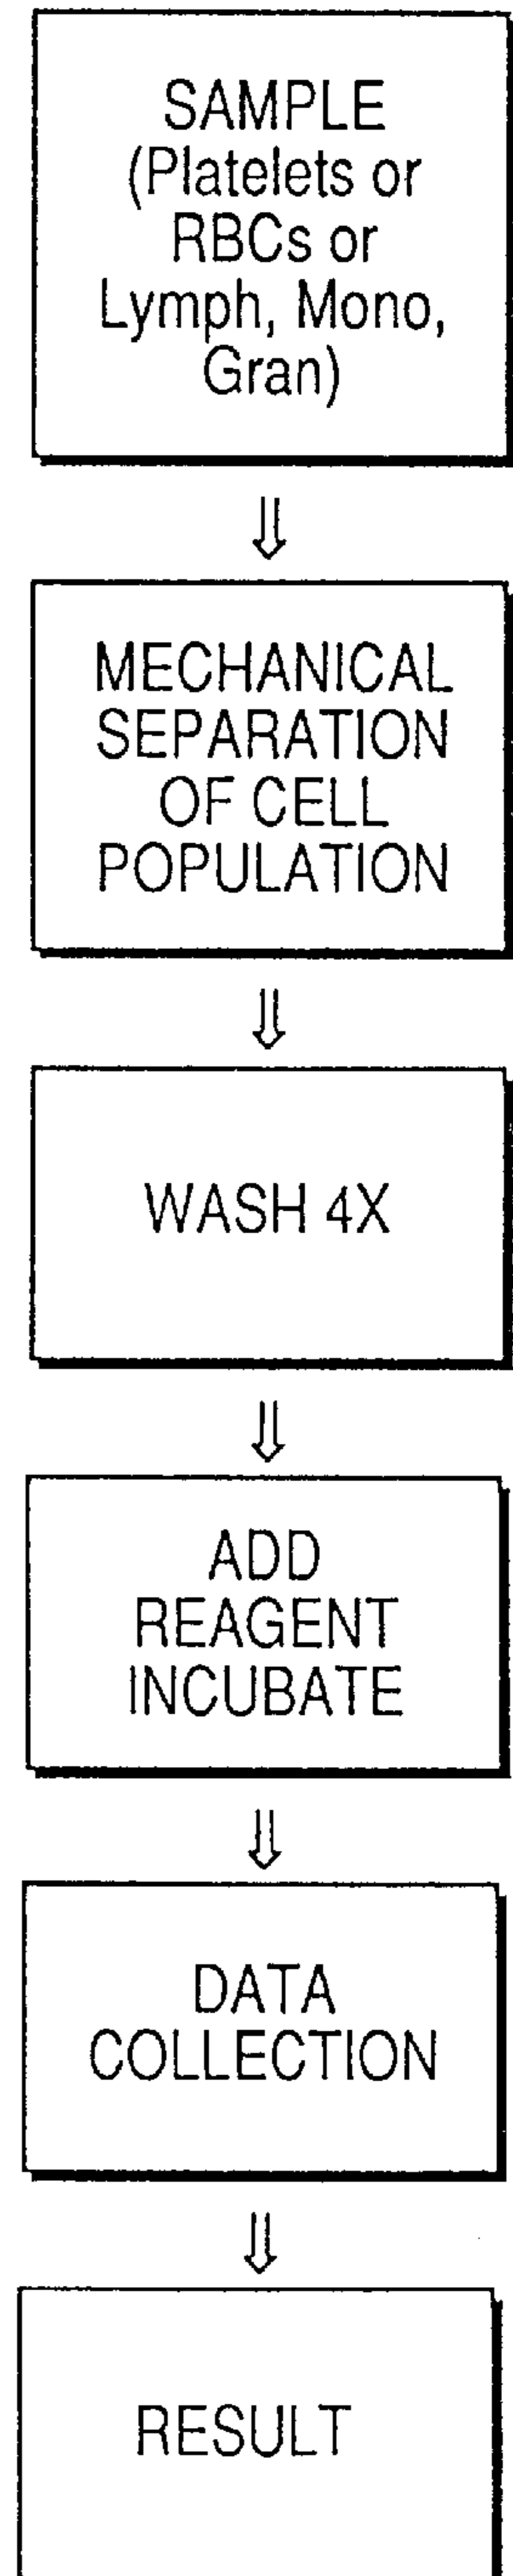 SAMPLE
(Platelets or
RBCs or
Lymph, Mono,
Gran)
MECHANICAL
SEPARATION
OF CELL
POPULATION
WASH 4X
ADD
REAGENT
INCUBATE
DATA
COLLECTION
RESULT